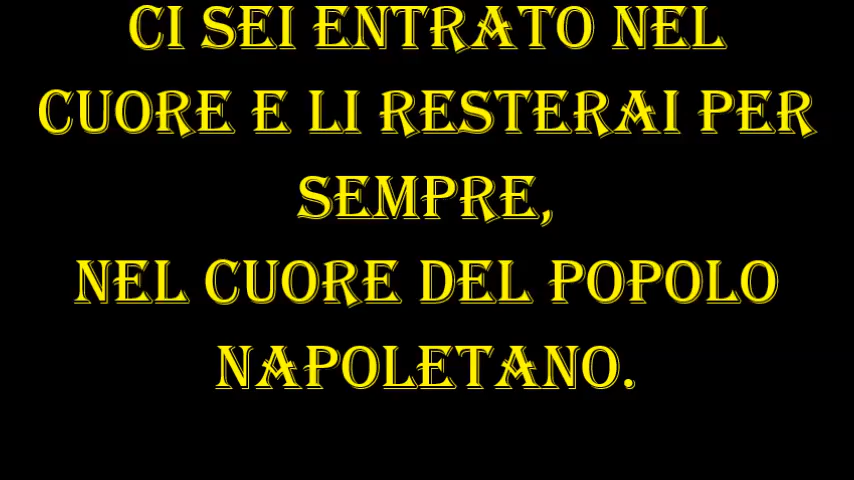 CI SEI ENTRATO NEL
CUORE E LI RESTERAI PER
SEMPRE,
NEL CUORE DEL POPOLO
NAPOLETANO.